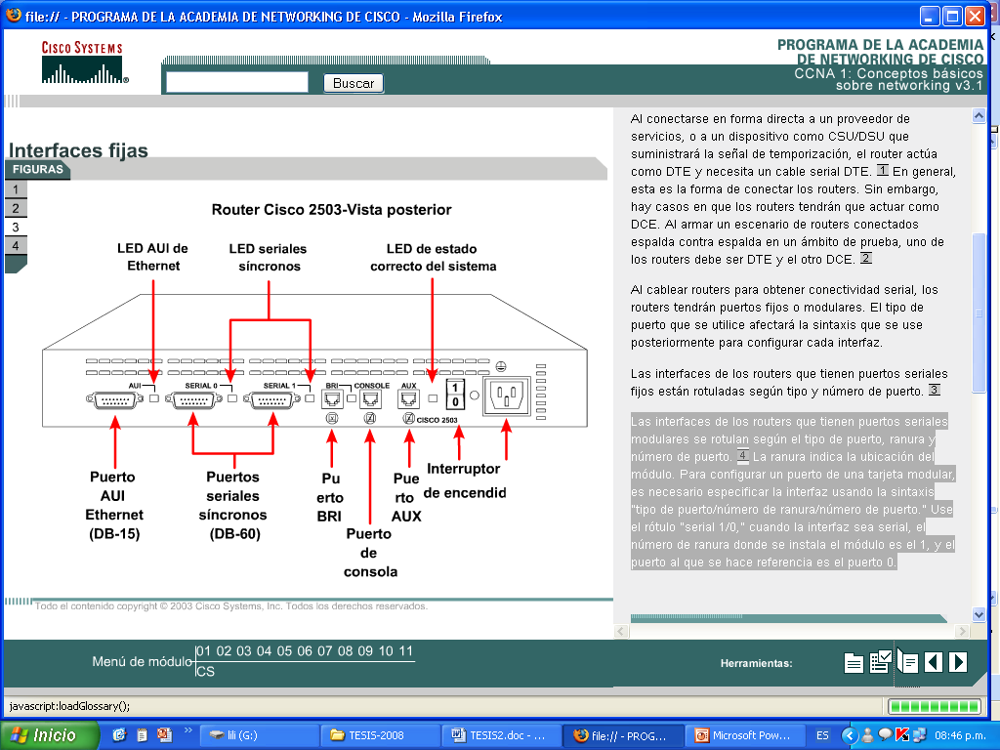 file:// - PROGRAMA DE LA ACADEMIA DE NETWORKING DE CISCO - Mozilla Firefox
CISCO SYSTEMS
Buscar
PROGRAMA DE LA ACADEMIA
DE NETWORKING DE CISCO
CCNA 1: Conceptos básicos
sobre networking v3.1
Interfaces fijas
FIGURAS
1
2
3
4
Router Cisco 2503-Vista posterior
LED AUI de
Ethernet
LED seriales
síncronos
LED de estado
correcto del sistema
AUI
SERIAL 0
SERIAL 1
BRI
CONSOLE
AUX
1
0
CISCO 2503
Puerto
AUI
Ethernet
(DB-15)
Puertos
seriales
síncronos
(DB-60)
Pu
erto
BRI
Puerto
de
consola
Pue
rto
AUX
Interruptor
de encendid
Al conectarse en forma directa a un proveedor de
servicios, o a un dispositivo como CSU/DSU que
suministrará la señal de temporización, el router actúa
como DTE y necesita un cable serial DTE. 1 En general,
esta es la forma de conectar los routers. Sin embargo,
hay casos en que los routers tendrán que actuar como
DCE. Al armar un escenario de routers conectados
espalda contra espalda en un ámbito de prueba, uno de
los routers debe ser DTE y el otro DCE. 2
Al cablear routers para obtener conectividad serial, los
routers tendrán puertos fijos o modulares. El tipo de
puerto que se utilice afectará la sintaxis que se use
posteriormente para configurar cada interfaz.
Las interfaces de los routers que tienen puertos seriales
fijos están rotuladas según tipo y número de puerto. 3
Las interfaces de los routers que tienen puertos seriales
modulares se rotulan según el tipo de puerto, ranura y
número de puerto. 4 La ranura indica la ubicación del
módulo. Para configurar un puerto de una tarjeta modular,
es necesario especificar la interfaz usando la sintaxis
"tipo de puerto/número de ranura/número de puerto." Use
el rótulo "serial 1/0," cuando la interfaz sea serial, el
número de ranura donde se instala el módulo es el 1, y el
puerto al que se hace referencia es el puerto 0.
Todo el contenido copyright © 2003 Cisco Systems, Inc. Todos los derechos reservados.
Menú de módulo
01 02 03 04 05 06 07 08 09 10 11
CS
Herramientas:
javascript:loadGlossary();
Inicio
lili (G:)
TESIS-2008
TESIS2.doc - ...
file:// - PROG...
Microsoft Pow...
ES
08:46 p.m.